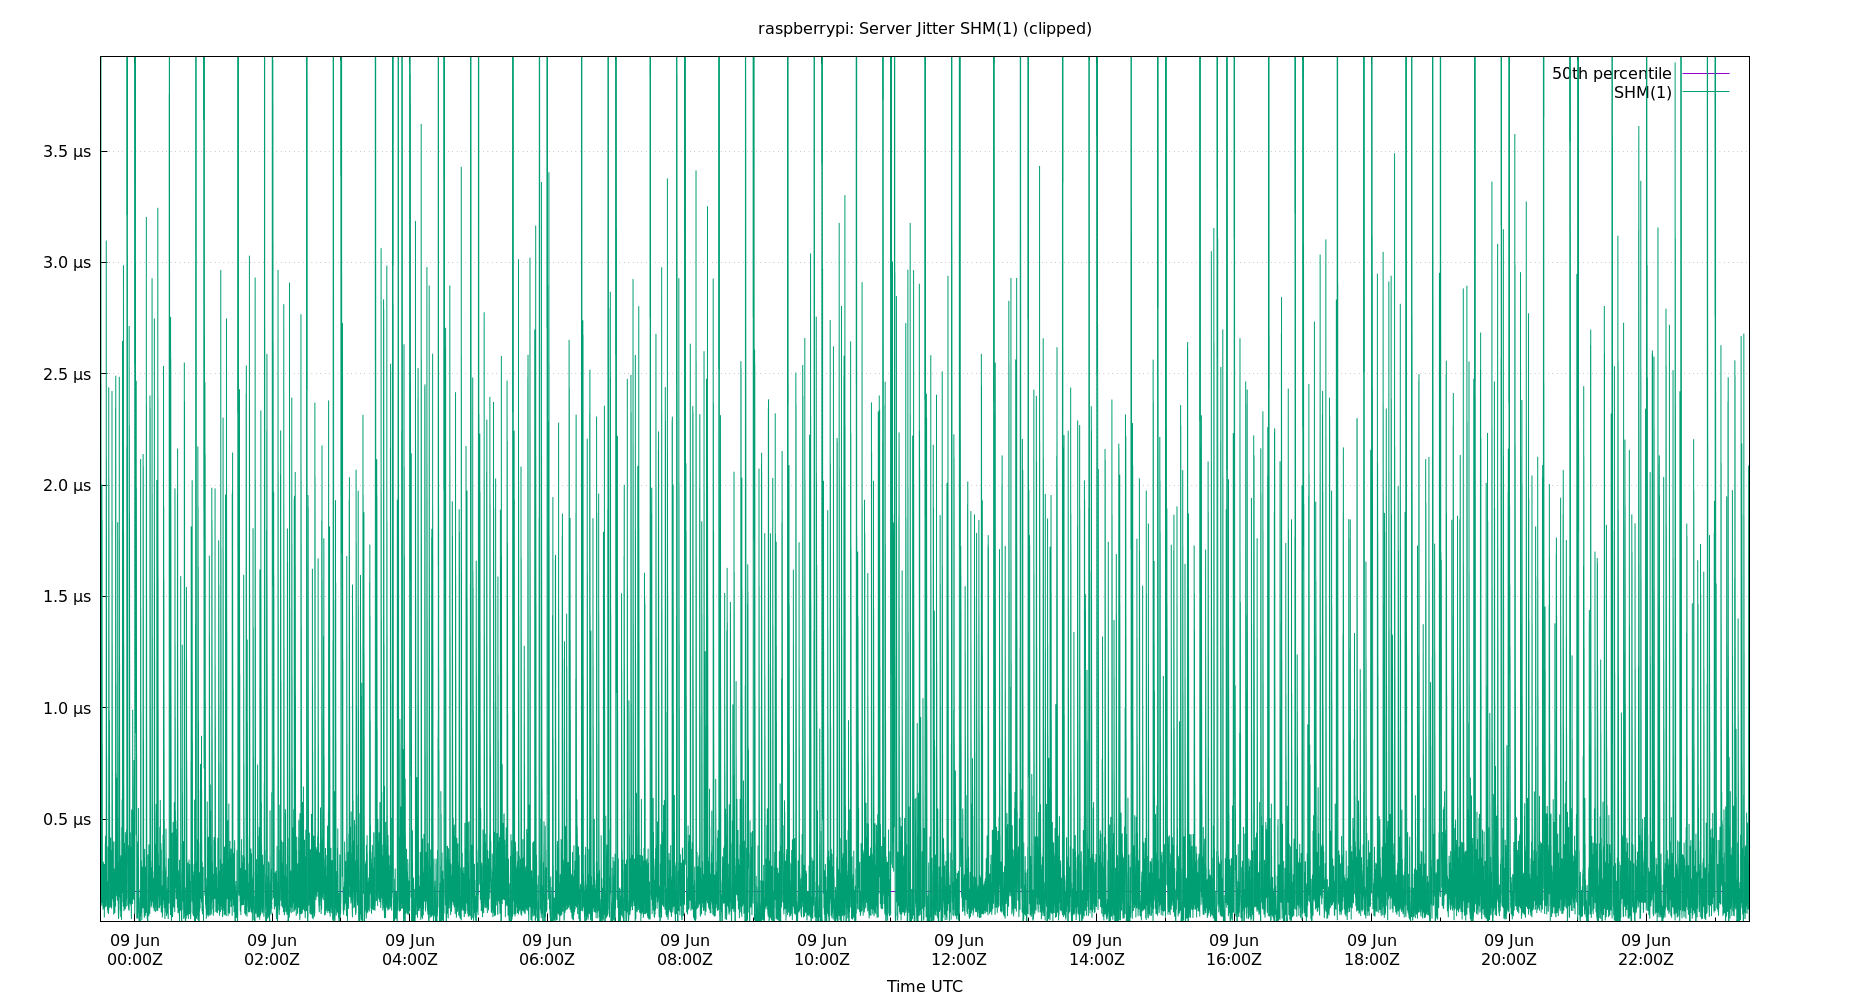 raspberrypi: Server Jitter SHM(1) (clipped)
50th percentile
SHM(1)
3.5 µs
3.0 µs
2.5 µs
2.0 µs
1.5 µs
1.0 µs
0.5 µs
09 Jun 09 Jun 09 Jun 09 Jun 09 Jun 09 Jun 09 Jun 09 Jun 09 Jun 09 Jun 09 Jun 09 Jun
00:00Z 02:00Z 04:00Z 06:00Z 08:00Z 10:00Z 12:00Z 14:00Z 16:00Z 18:00Z 20:00Z 22:00Z
Time UTC